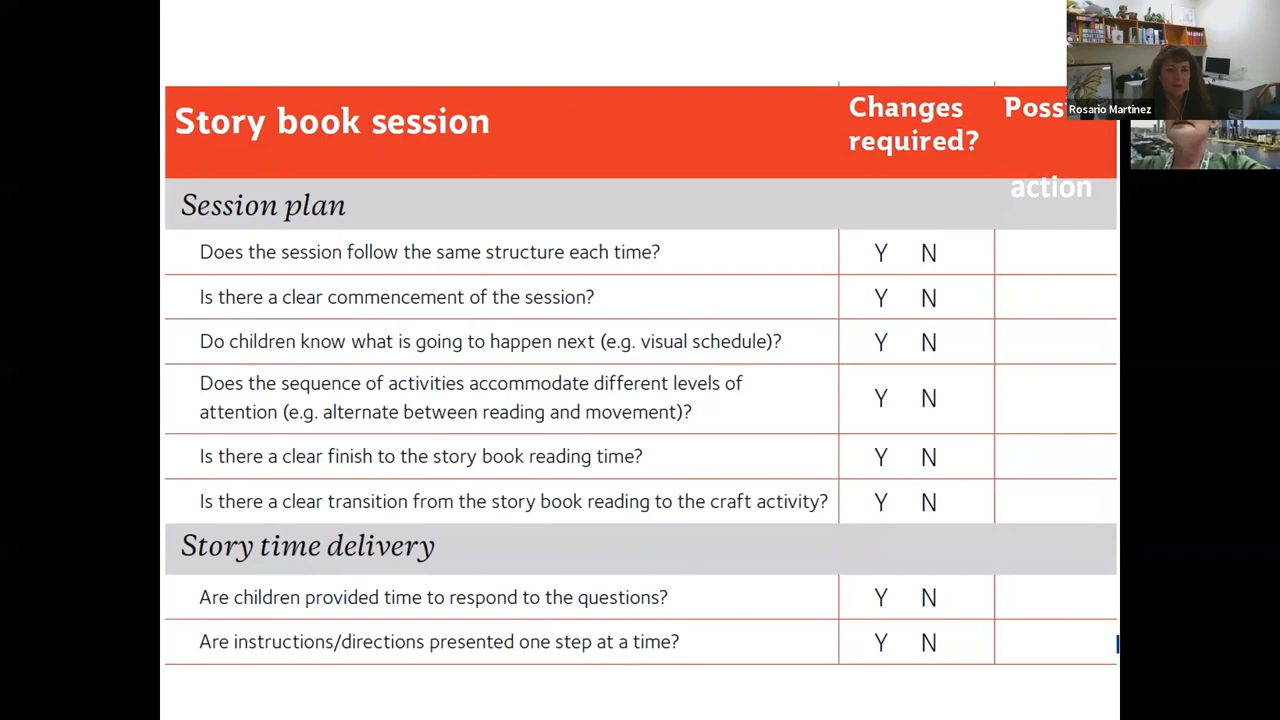 Story book session
Changes
required?
Poss
action
Rosario Martinez
Session plan
Does the session follow the same structure each time?
Y N
Is there a clear commencement of the session?
Y N
Do children know what is going to happen next (e.g. visual schedule)?
Y N
Does the sequence of activities accommodate different levels of
attention (e.g. alternate between reading and movement)?
Y N
Is there a clear finish to the story book reading time?
Y N
Is there a clear transition from the story book reading to the craft activity?
Y N
Story time delivery
Are children provided time to respond to the questions?
Y N
Are instructions/directions presented one step at a time?
Y N